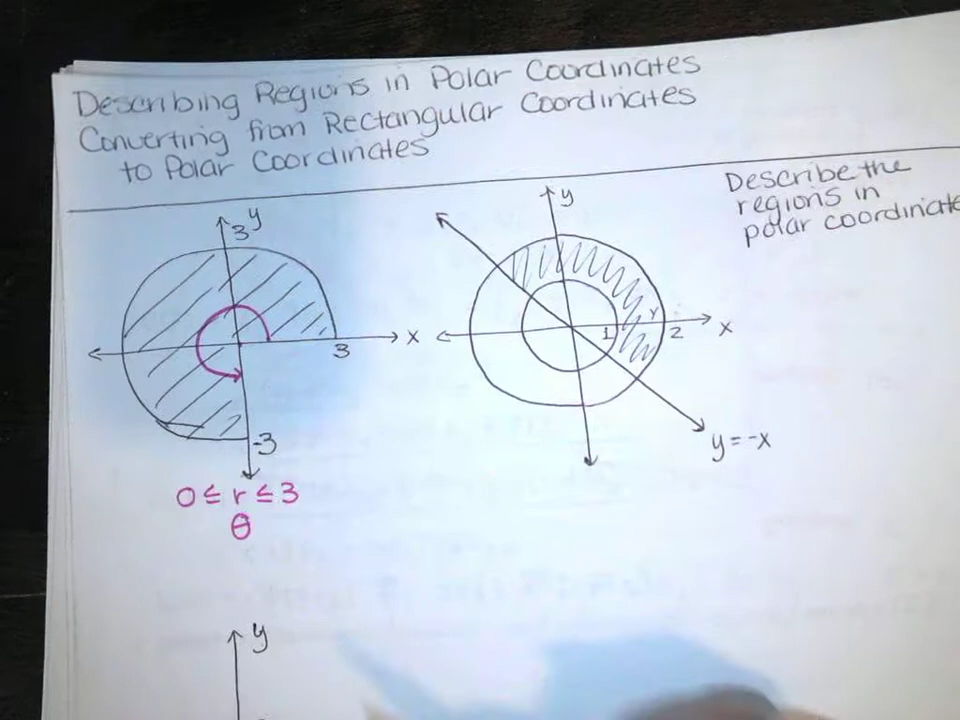 Describing Regions in Polar Coordinates
Converting from Rectangular Coordinates
to Polar Coordinates
Describe the
regions in
polar coordinate
y
3
x
3
-3
0 ≤ r ≤ 3
θ
y
1
2
x
y = -x
y